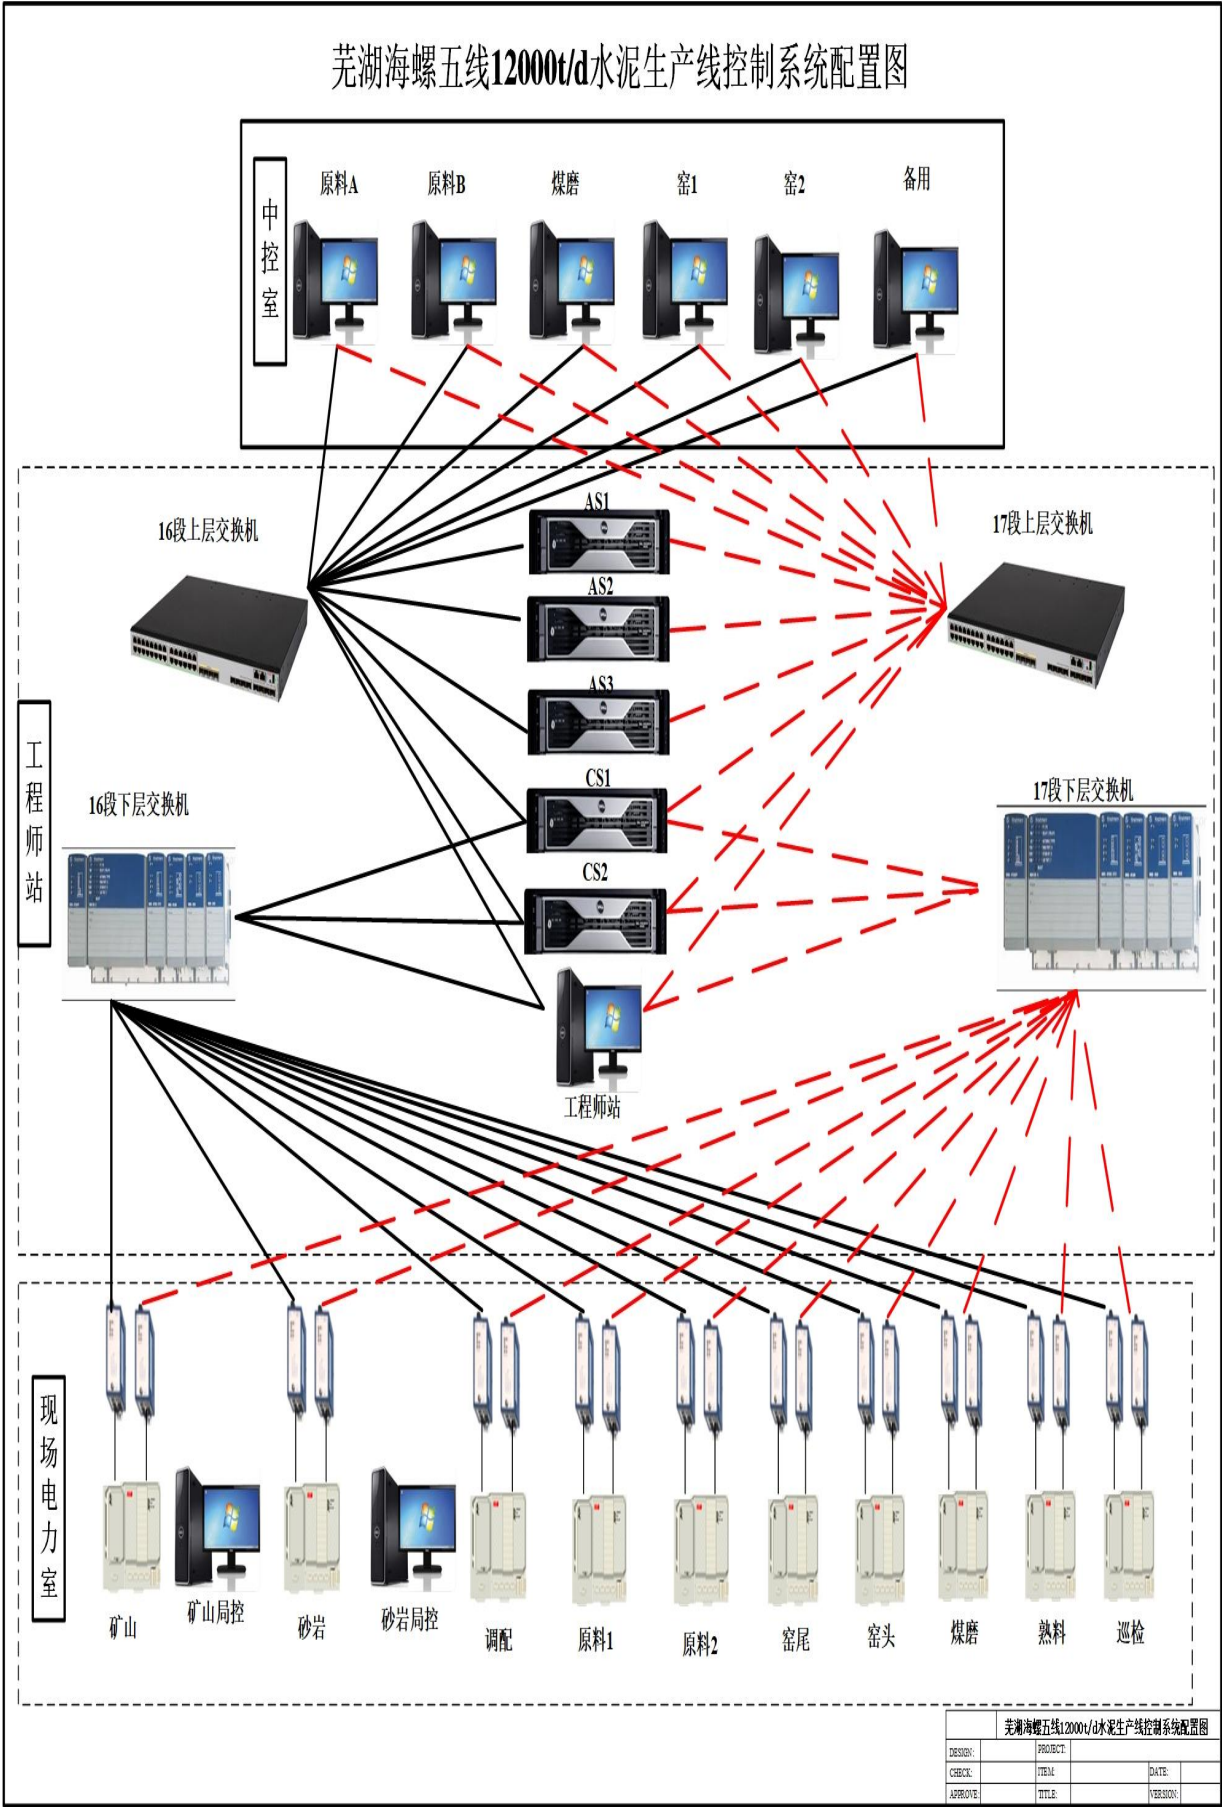 芜湖海螺五线12000t/d水泥生产线控制系统配置图
中控室
原料A
原料B
煤磨
窑1
窑2
备用
16段上层交换机
AS1
17段上层交换机
AS2
AS3
工程师站
16段下层交换机
CS1
17段下层交换机
CS2
工程师站
现场电力室
矿山
矿山局控
砂岩
砂岩局控
调配
原料1
原料2
窑尾
窑头
煤磨
熟料
巡检
芜湖海螺五线12000t/d水泥生产线控制系统配置图
DESIGN:
PROJECT:
CHECK:
ITEM:
DATE:
APPROVE:
TITLE:
VERSION: